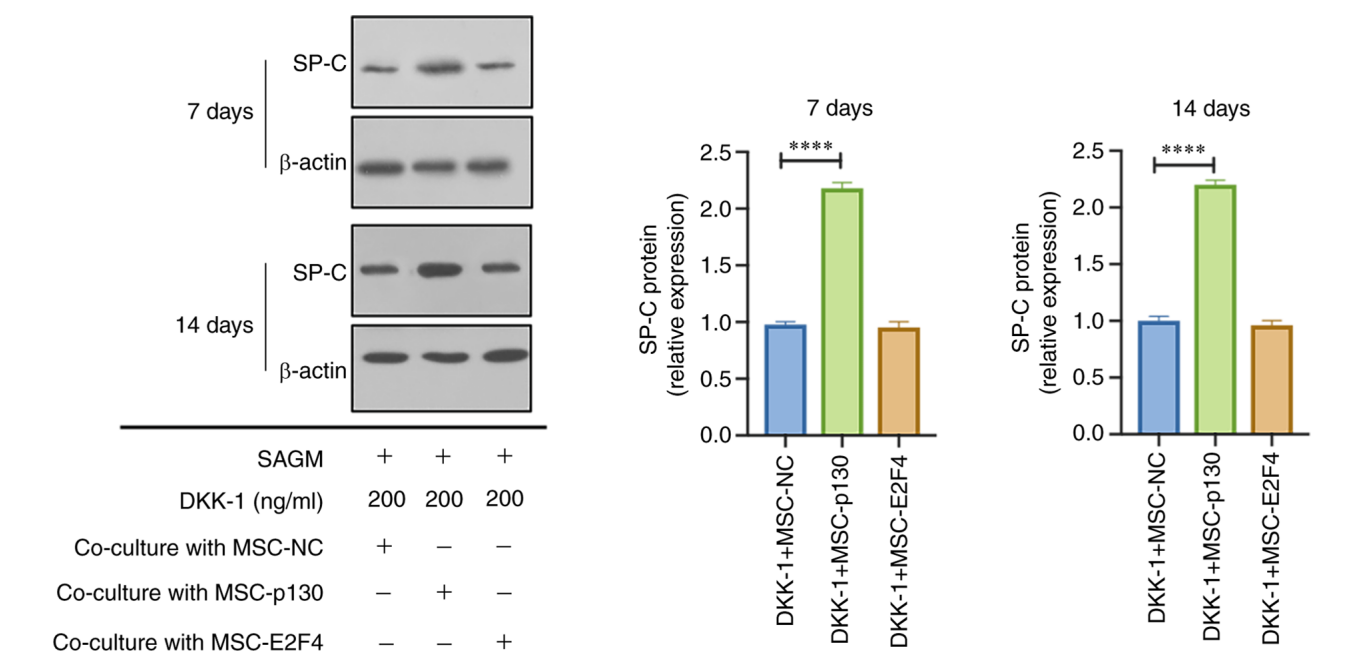 SP-C
7 days
β-actin
SP-C
14 days
β-actin
SAGM + + +
DKK-1 (ng/ml) 200 200 200
Co-culture with MSC-NC + – –
Co-culture with MSC-p130 – + –
Co-culture with MSC-E2F4 – – +
7 days
SP-C protein
(relative expression)
2.5
2.0
1.5
1.0
0.5
0.0
****
DKK-1+MSC-NC
DKK-1+MSC-p130
DKK-1+MSC-E2F4
14 days
SP-C protein
(relative expression)
2.5
2.0
1.5
1.0
0.5
0.0
****
DKK-1+MSC-NC
DKK-1+MSC-p130
DKK-1+MSC-E2F4